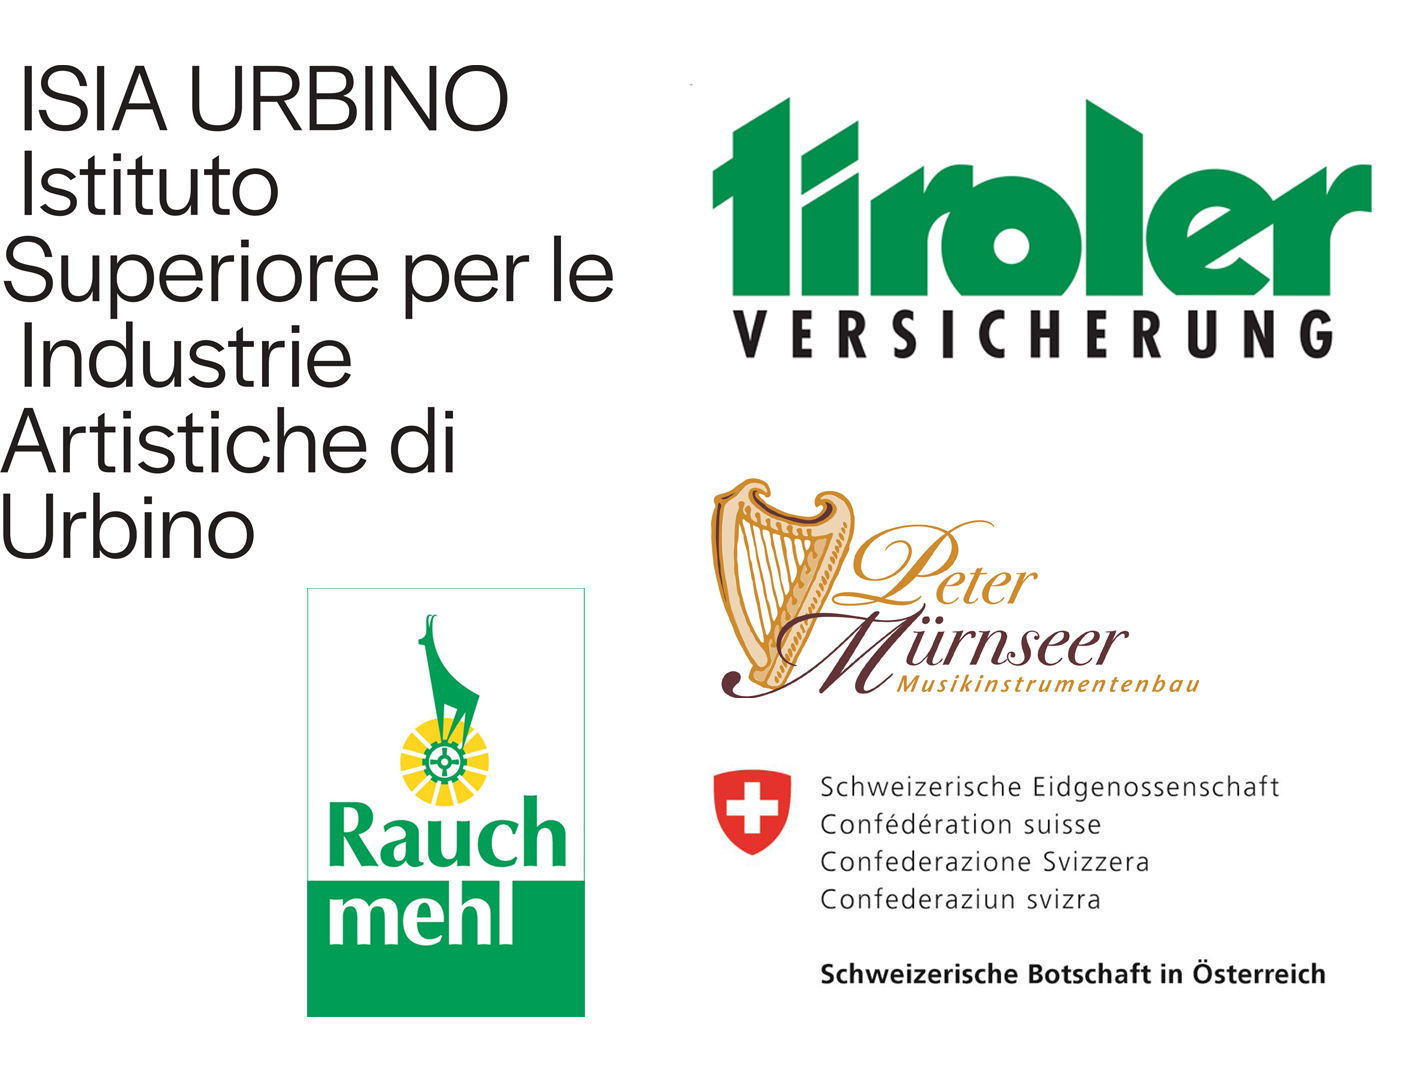 ISIA URBINO
Istituto
Superiore per le
Industrie
Artistiche di
Urbino
tiroler
VERSICHERUNG
Peter
Mürnseer
Musikinstrumentenbau
Rauch
mehl
Schweizerische Eidgenossenschaft
Confédération suisse
Confederazione Svizzera
Confederaziun svizra
Schweizerische Botschaft in Österreich